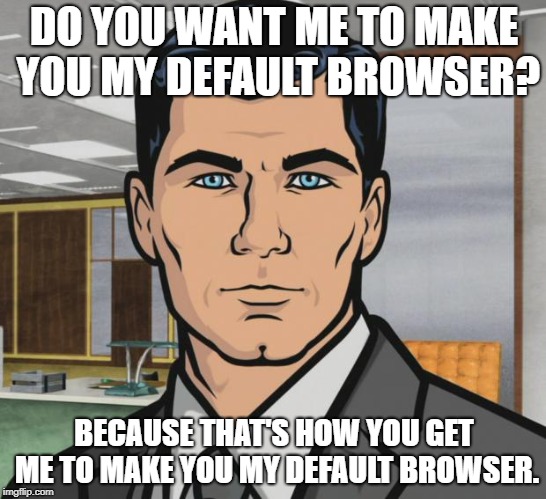 DO YOU WANT ME TO MAKE
YOU MY DEFAULT BROWSER?
BECAUSE THAT'S HOW YOU GET
ME TO MAKE YOU MY DEFAULT BROWSER.
imgflip.com